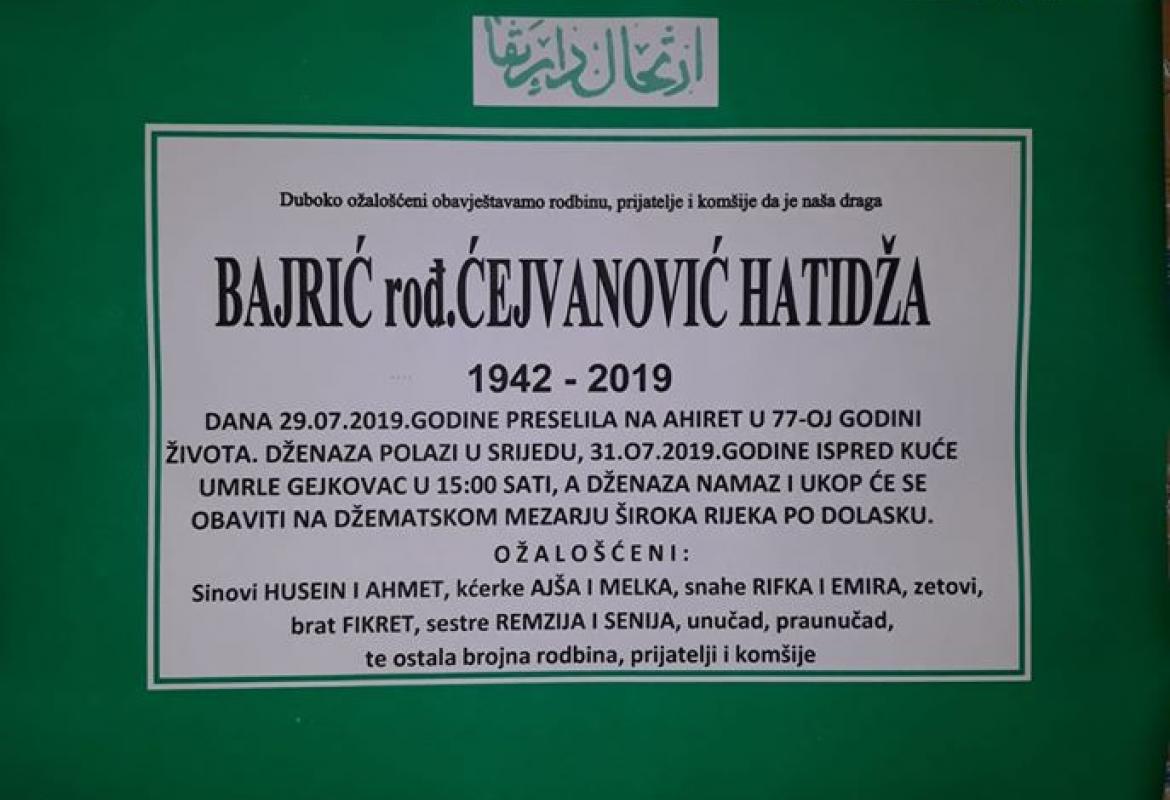 ارتحال دار بقا
Duboko ožalošćeni obavještavamo rodbinu, prijatelje i komšije da je naša draga
BAJRIĆ rođ.ĆEJVANOVIĆ HATIDŽA
1942 - 2019
DANA 29.07.2019.GODINE PRESELILA NA AHIRET U 77-OJ GODINI
ŽIVOTA. DŽENAZA POLAZI U SRIJEDU, 31.O7.2019.GODINE ISPRED KUĆE
UMRLE GEJKOVAC U 15:00 SATI, A DŽENAZA NAMAZ I UKOP ĆE SE
OBAVITI NA DŽEMATSKOM MEZARJU ŠIROKA RIJEKA PO DOLASKU.
OŽALOŠĆENI:
Sinovi HUSEIN I AHMET, kćerke AJŠA I MELKA, snahe RIFKA I EMIRA, zetovi,
brat FIKRET, sestre REMZIJA I SENIJA, unučad, praunučad,
te ostala brojna rodbina, prijatelji i komšije